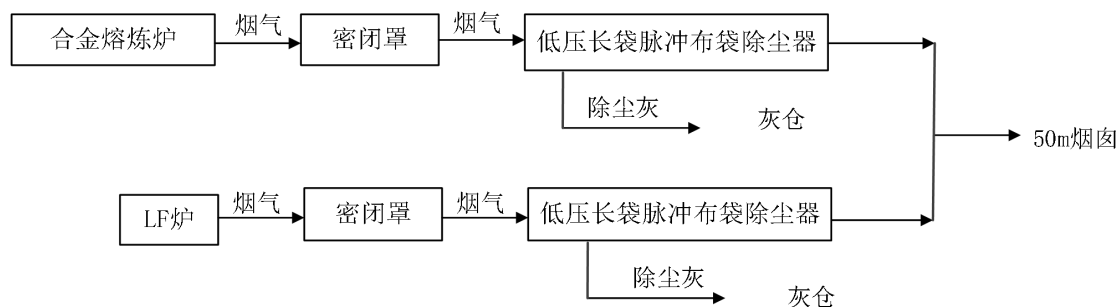 合金熔炼炉
烟气
密闭罩
烟气
低压长袋脉冲布袋除尘器
除尘灰
灰仓
50m烟囱
LF炉
烟气
密闭罩
烟气
低压长袋脉冲布袋除尘器
除尘灰
灰仓